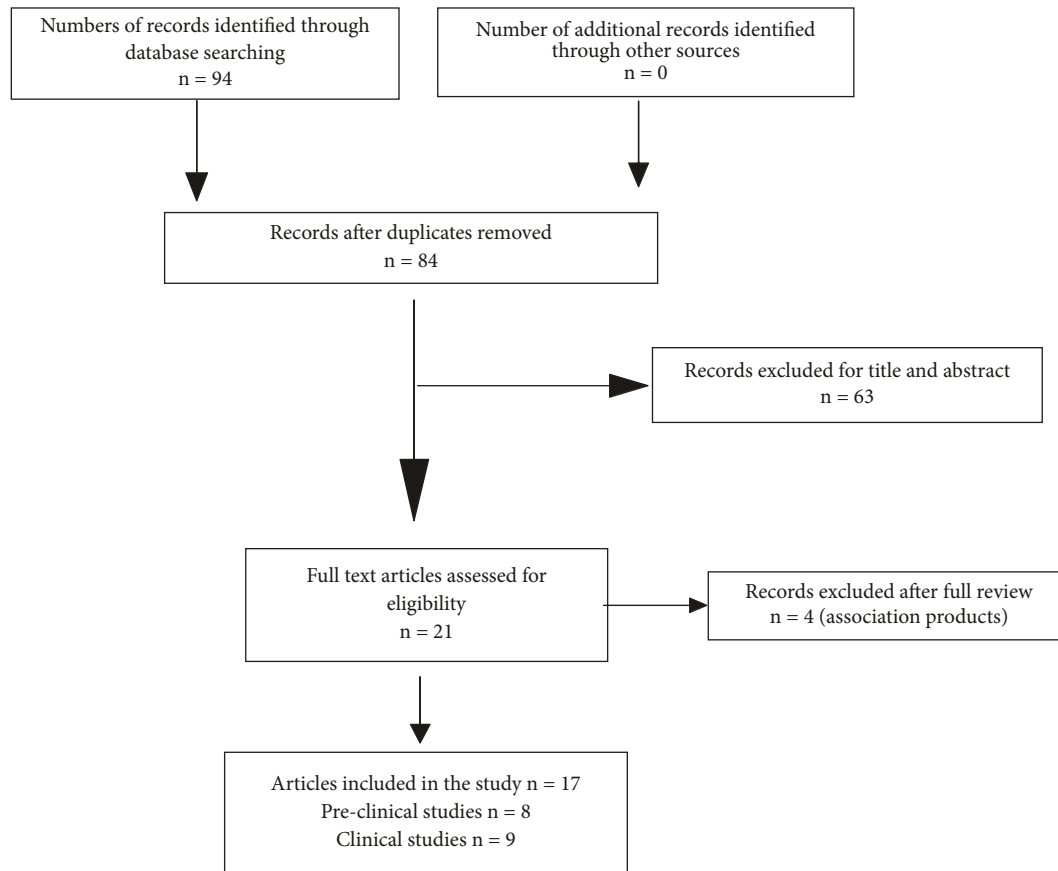 Numbers of records identified through
database searching
n = 94
Number of additional records identified
through other sources
n = 0
Records after duplicates removed
n = 84
Records excluded for title and abstract
n = 63
Full text articles assessed for
eligibility
n = 21
Records excluded after full review
n = 4 (association products)
Articles included in the study n = 17
Pre-clinical studies n = 8
Clinical studies n = 9